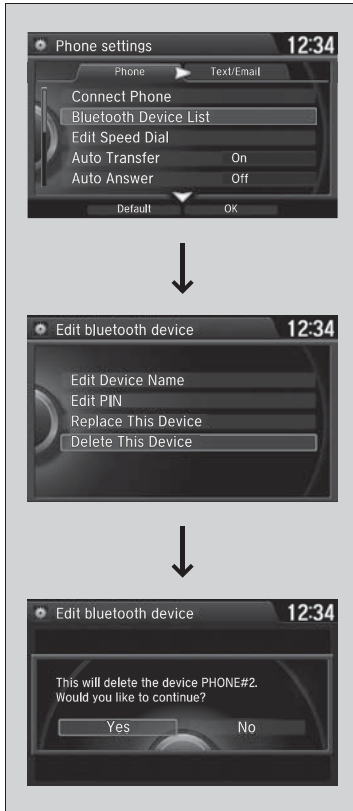 Phone settings 12:34
Phone Text/Email
Connect Phone
Bluetooth Device List
Edit Speed Dial
Auto Transfer On
Auto Answer Off
Default OK
Edit bluetooth device 12:34
Edit Device Name
Edit PIN
Replace This Device
Delete This Device
Edit bluetooth device 12:34
This will delete the device PHONE#2.
Would you like to continue?
Yes No